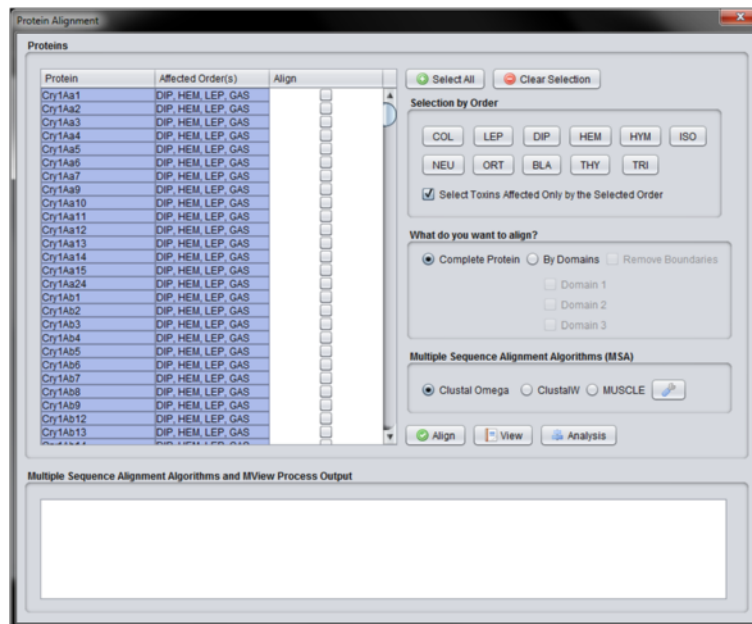 Protein Alignment
Proteins
Protein Affected Order(s) Align
Cry1Aa1 DIP, HEM, LEP, GAS
Cry1Aa2 DIP, HEM, LEP, GAS
Cry1Aa3 DIP, HEM, LEP, GAS
Cry1Aa4 DIP, HEM, LEP, GAS
Cry1Aa5 DIP, HEM, LEP, GAS
Cry1Aa6 DIP, HEM, LEP, GAS
Cry1Aa7 DIP, HEM, LEP, GAS
Cry1Aa9 DIP, HEM, LEP, GAS
Cry1Aa10 DIP, HEM, LEP, GAS
Cry1Aa11 DIP, HEM, LEP, GAS
Cry1Aa12 DIP, HEM, LEP, GAS
Cry1Aa13 DIP, HEM, LEP, GAS
Cry1Aa14 DIP, HEM, LEP, GAS
Cry1Aa15 DIP, HEM, LEP, GAS
Cry1Aa24 DIP, HEM, LEP, GAS
Cry1Ab1 DIP, HEM, LEP, GAS
Cry1Ab2 DIP, HEM, LEP, GAS
Cry1Ab3 DIP, HEM, LEP, GAS
Cry1Ab4 DIP, HEM, LEP, GAS
Cry1Ab5 DIP, HEM, LEP, GAS
Cry1Ab6 DIP, HEM, LEP, GAS
Cry1Ab7 DIP, HEM, LEP, GAS
Cry1Ab8 DIP, HEM, LEP, GAS
Cry1Ab9 DIP, HEM, LEP, GAS
Cry1Ab12 DIP, HEM, LEP, GAS
Cry1Ab13 DIP, HEM, LEP, GAS
Select All Clear Selection
Selection by Order
COL LEP DIP HEM HYM ISO
NEU ORT BLA THY TRI
Select Toxins Affected Only by the Selected Order
What do you want to align?
Complete Protein By Domains Remove Boundaries
Domain 1
Domain 2
Domain 3
Multiple Sequence Alignment Algorithms (MSA)
Clustal Omega ClustalW MUSCLE
Align View Analysis
Multiple Sequence Alignment Algorithms and MView Process Output